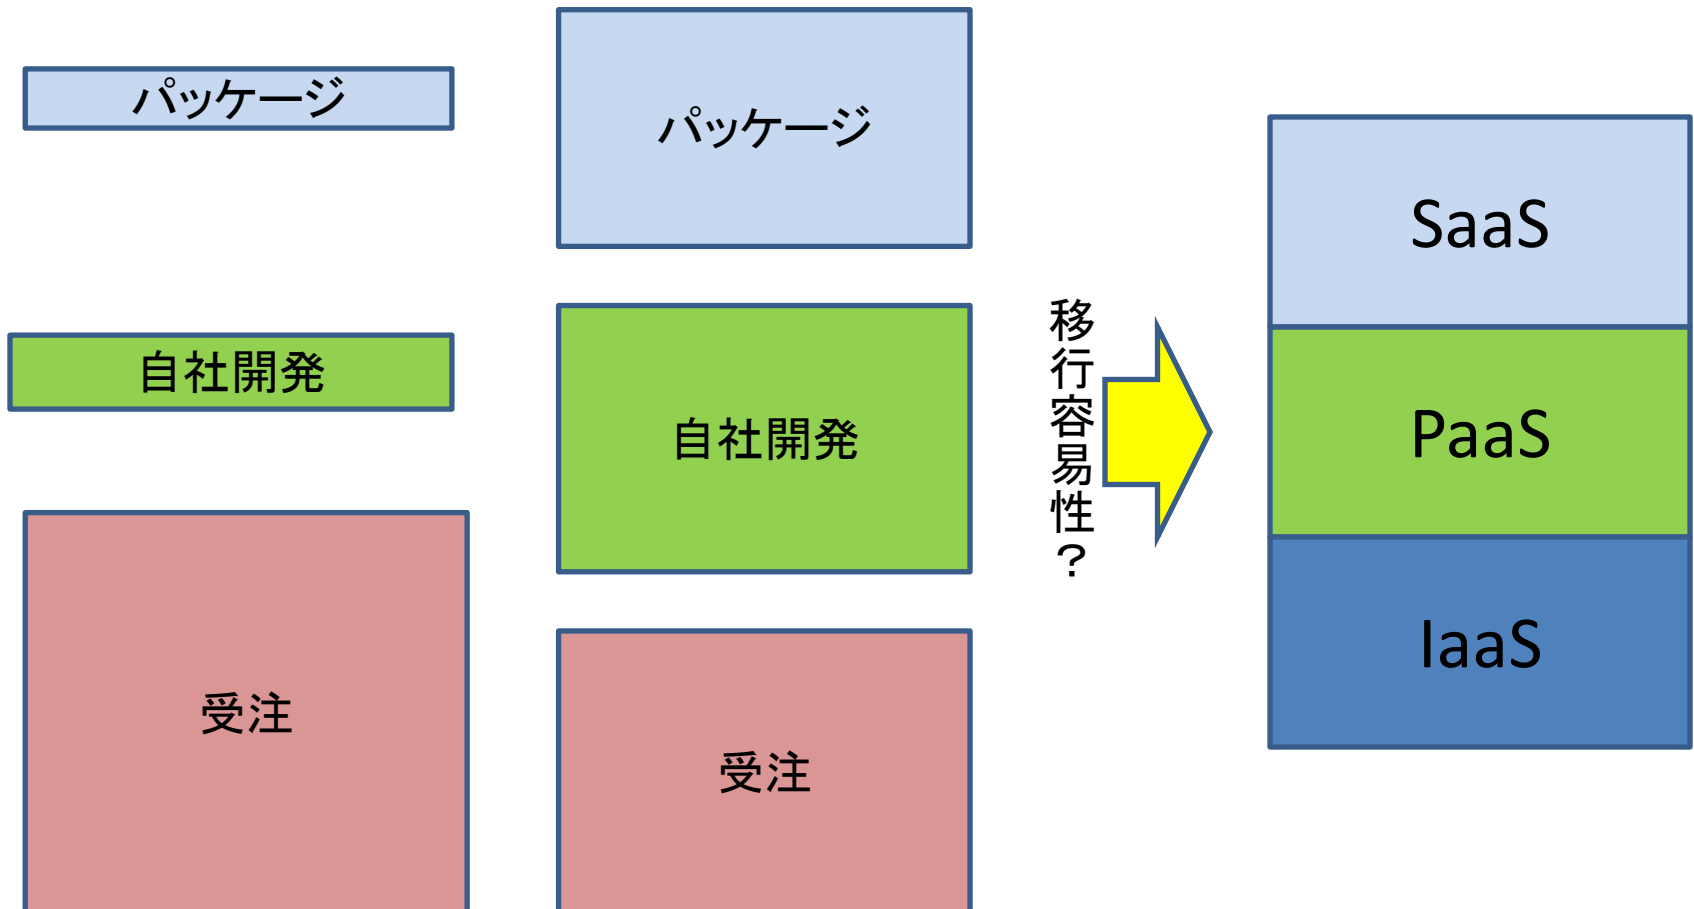 パッケージ
自社開発
受注
パッケージ
自社開発
受注
移行容易性？
SaaS
PaaS
IaaS